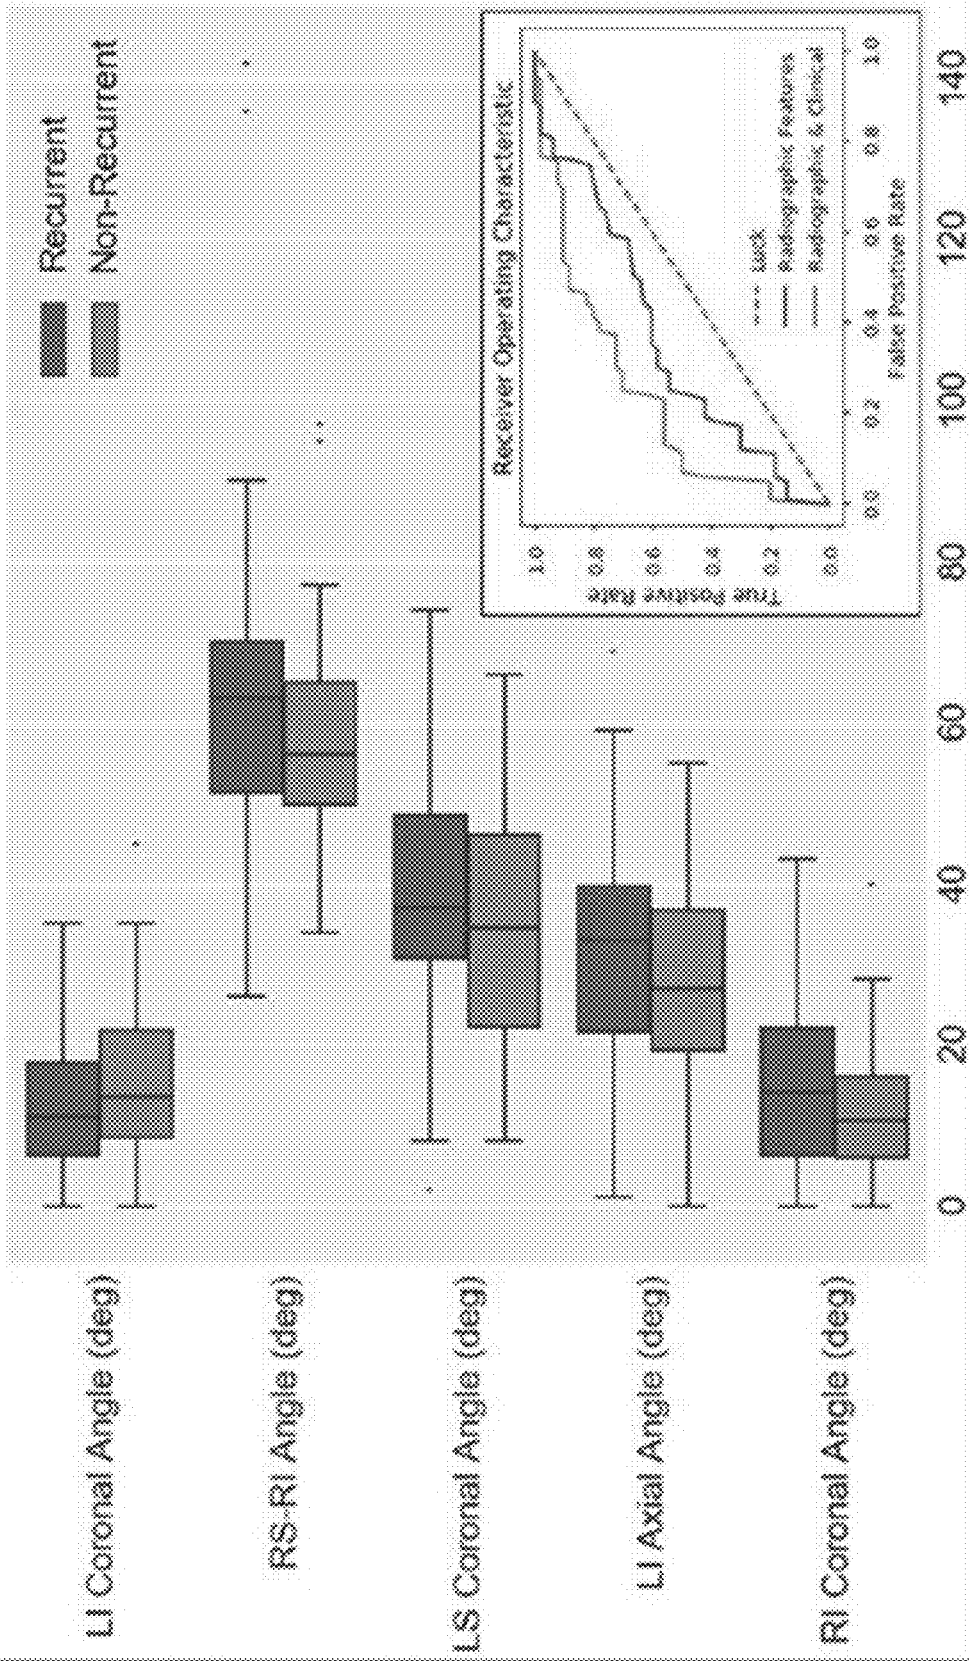 Recurrent
Non-Recurrent
LI Coronal Angle (deg)
RS-RI Angle (deg)
LS Coronal Angle (deg)
LI Axial Angle (deg)
RI Coronal Angle (deg)
0
20
40
60
80
100
120
140
Receiver Operating Characteristic
True Positive Rate
1.0
0.8
0.6
0.4
0.2
0.0
Luck
Radiographic Features
Radiographic & Clinical
0.0
0.2
0.4
0.6
0.8
1.0
False Positive Rate